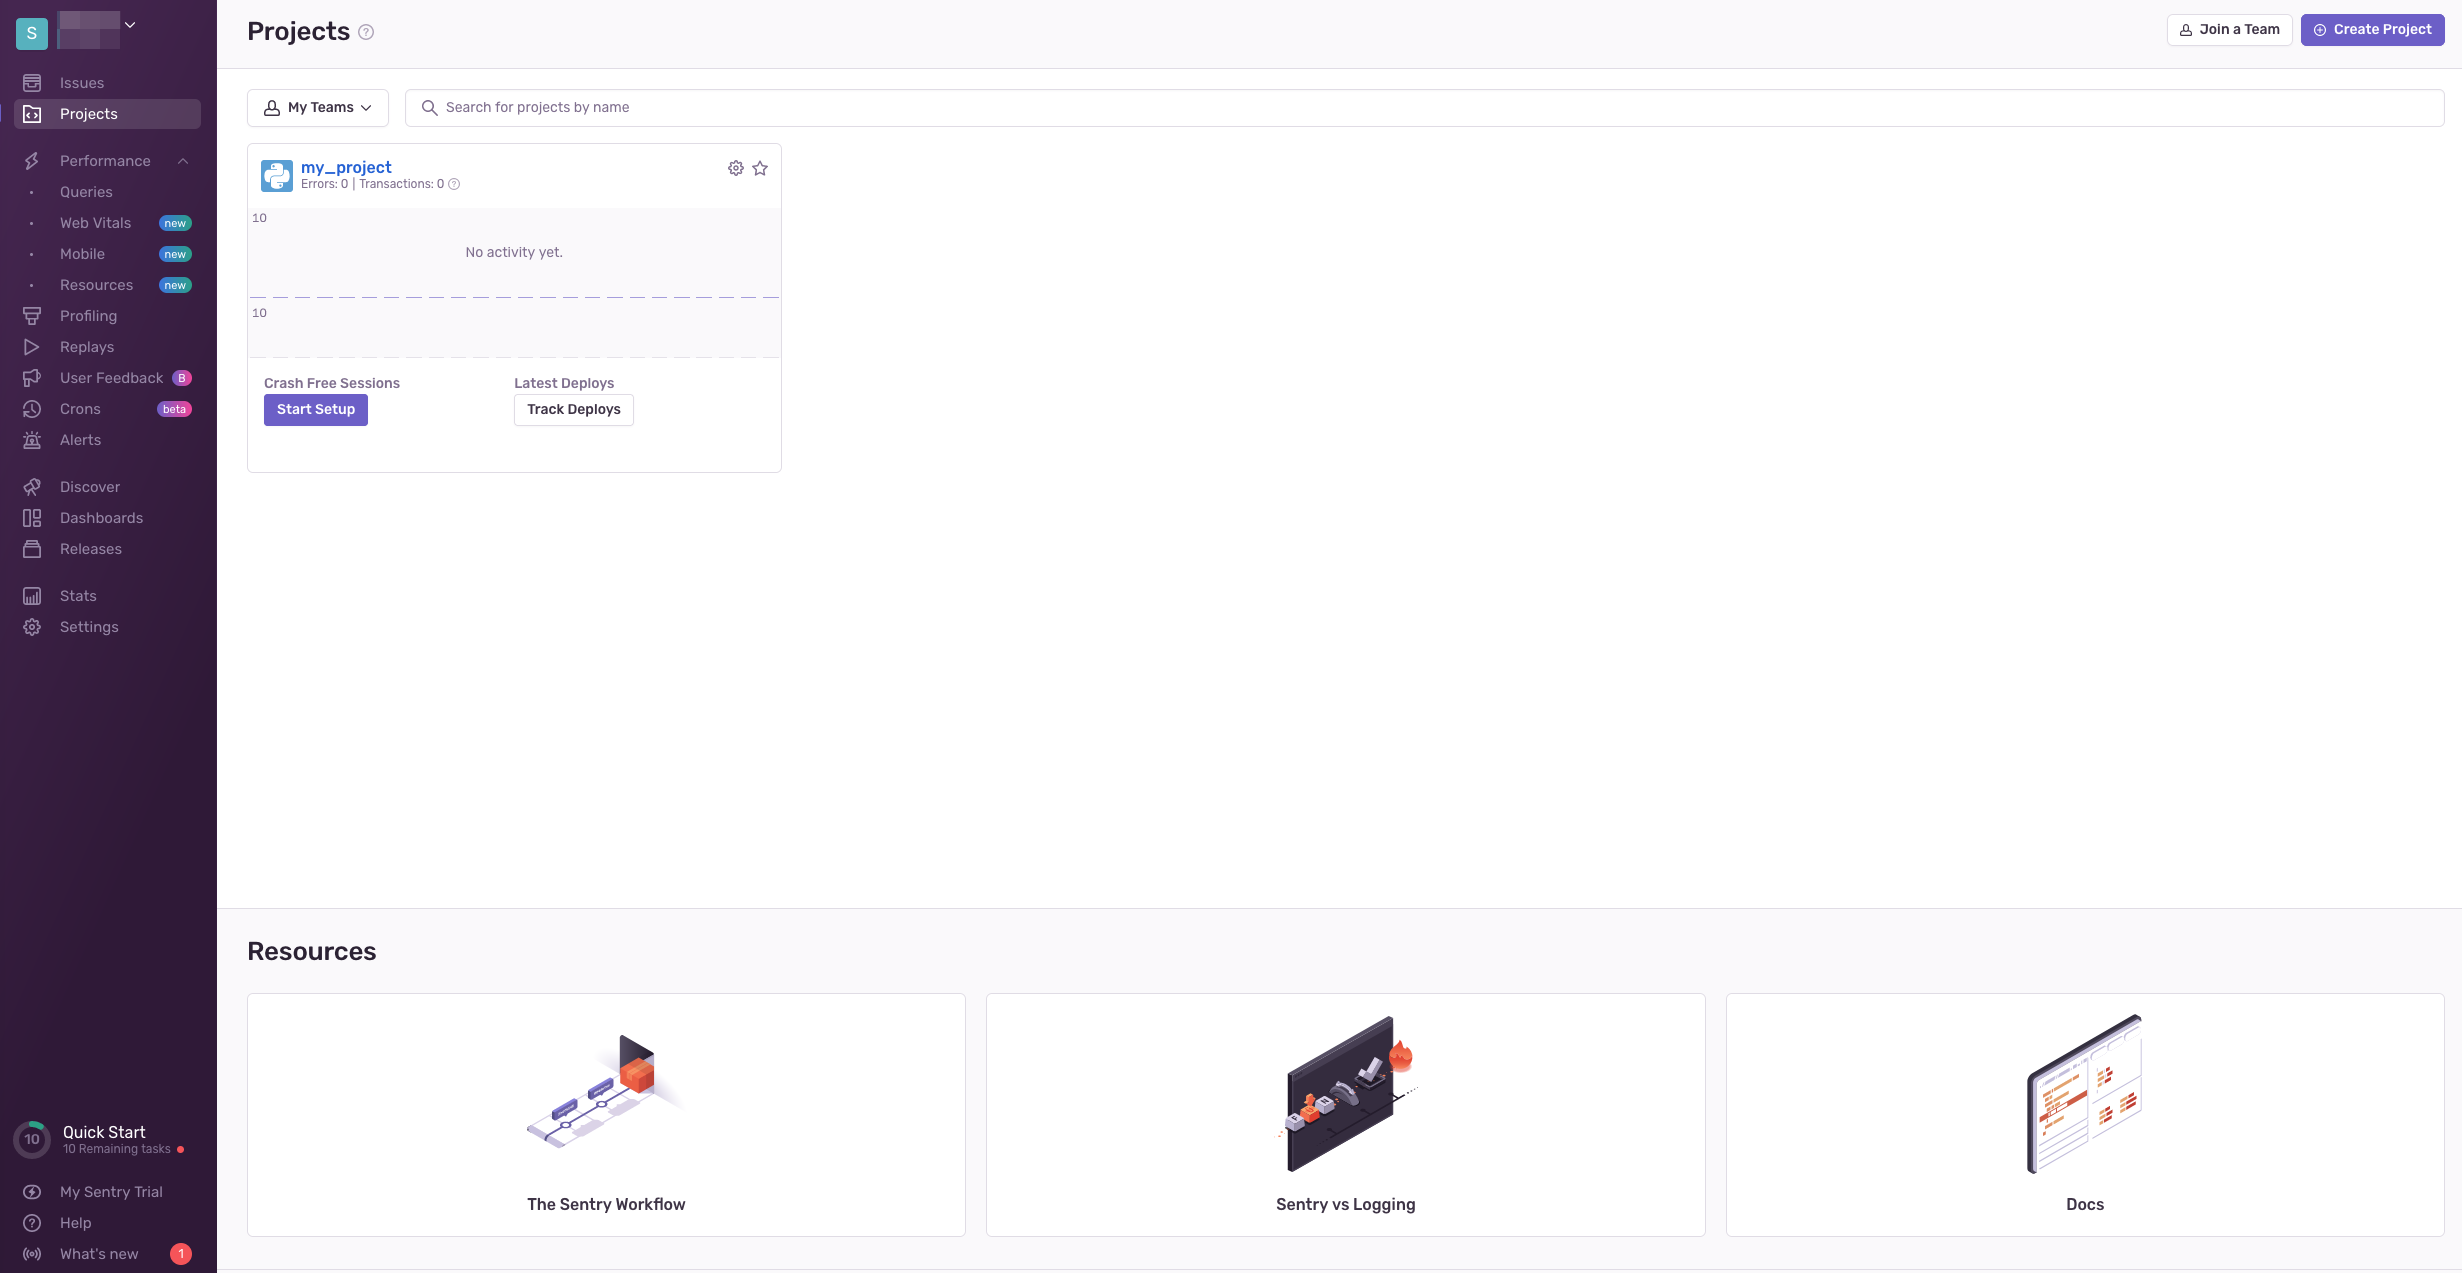 S
Issues
Projects
Performance
Queries
Web Vitals new
Mobile new
Resources new
Profiling
Replays
User Feedback B
Crons beta
Alerts
Discover
Dashboards
Releases
Stats
Settings
10
Quick Start
10 Remaining tasks
My Sentry Trial
Help
What's new 1
Projects ?
Join a Team
Create Project
My Teams
Search for projects by name
my_project
Errors: 0 | Transactions: 0 ?
10
No activity yet.
10
Crash Free Sessions
Start Setup
Latest Deploys
Track Deploys
Resources
The Sentry Workflow
Sentry vs Logging
Docs